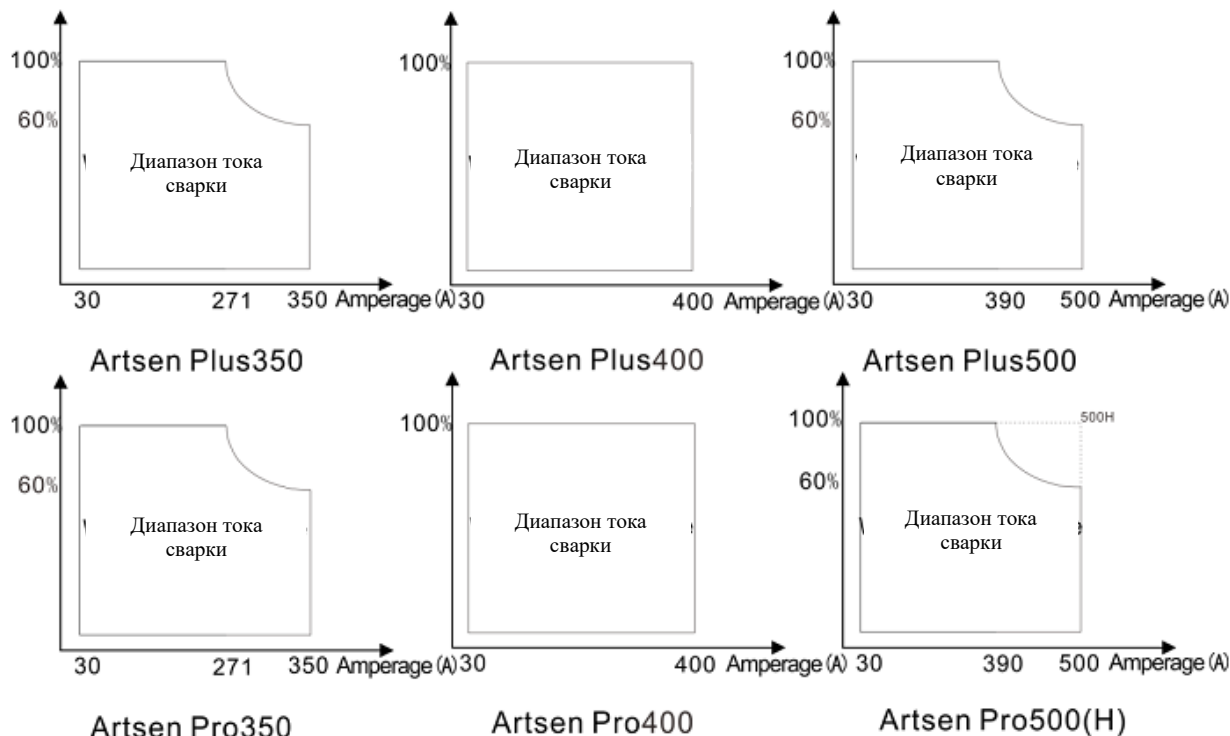 100%
60%
Диапазон тока
сварки
30 271 350 Amperage (A)
Artsen Plus350
100%
Диапазон тока
сварки
30 400 Amperage (A)
Artsen Plus400
100%
60%
Диапазон тока
сварки
30 390 500 Amperage (A)
Artsen Plus500
100%
60%
Диапазон тока
сварки
30 271 350 Amperage (A)
Artsen Pro350
100%
Диапазон тока
сварки
30 400 Amperage (A)
Artsen Pro400
100%
500H
60%
Диапазон тока
сварки
30 390 500 Amperage (A)
Artsen Pro500(H)